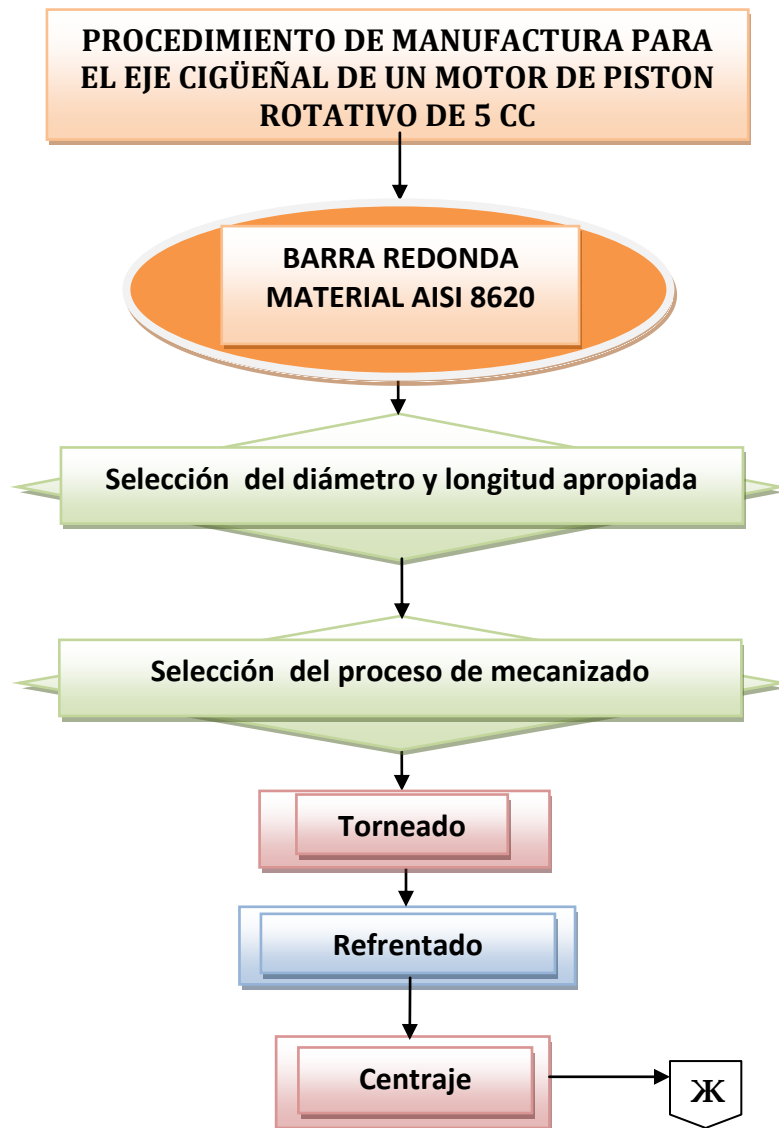 PROCEDIMIENTO DE MANUFACTURA PARA
EL EJE CIGÜEÑAL DE UN MOTOR DE PISTON
ROTATIVO DE 5 CC
BARRA REDONDA
MATERIAL AISI 8620
Selección del diámetro y longitud apropiada
Selección del proceso de mecanizado
Torneado
Refrentado
Centraje
Ж